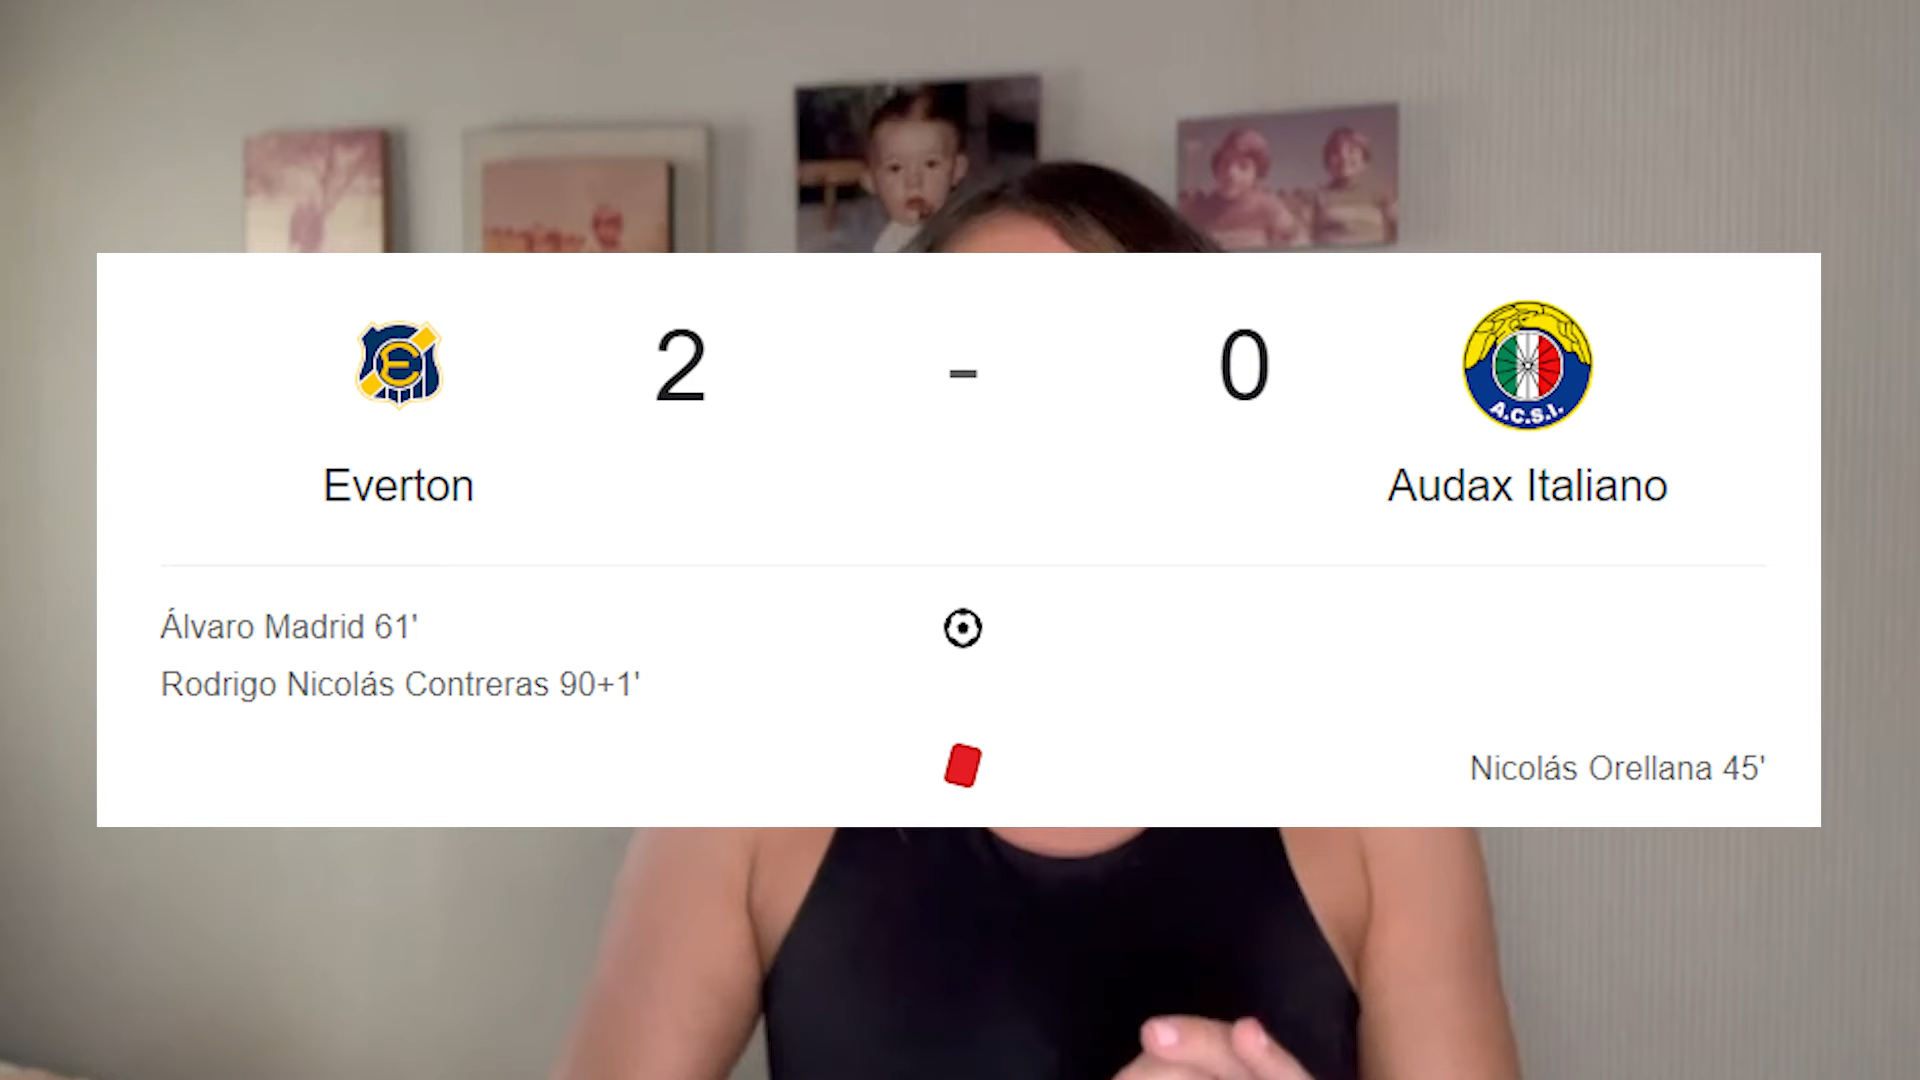 2 - 0
A.C.S.I.
Everton
Audax Italiano
Álvaro Madrid 61'
Rodrigo Nicolás Contreras 90+1'
Nicolás Orellana 45'